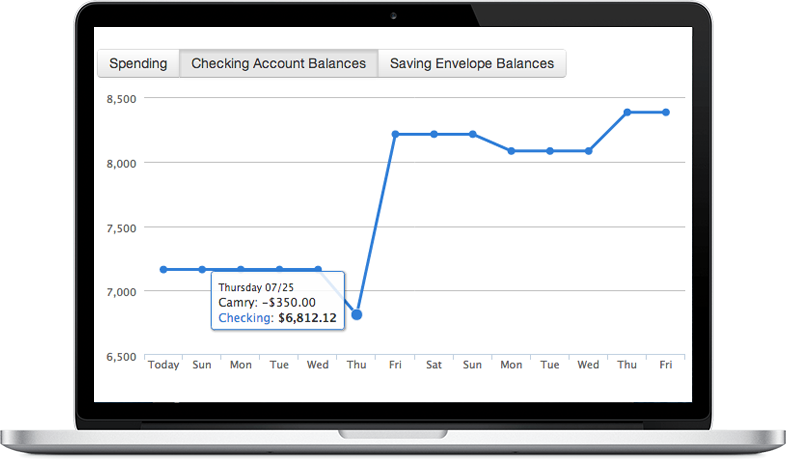 Spending Checking Account Balances Saving Envelope Balances
8,500
8,000
7,500
7,000
6,500
Thursday 07/25
Camry: -$350.00
Checking: $6,812.12
Today Sun Mon Tue Wed Thu Fri Sat Sun Mon Tue Wed Thu Fri